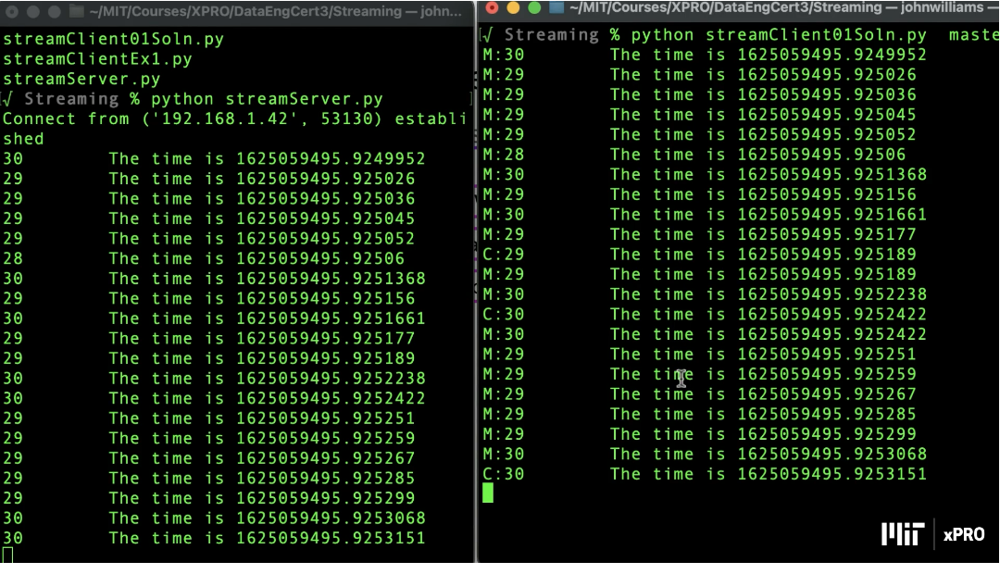 ~/MIT/Courses/XPRO/DataEngCert3/Streaming — john...
streamClient01Soln.py
streamClientEx1.py
streamServer.py
[√ Streaming % python streamServer.py ]
Connect from ('192.168.1.42', 53130) establi
shed
30 The time is 1625059495.9249952
29 The time is 1625059495.925026
29 The time is 1625059495.925036
29 The time is 1625059495.925045
29 The time is 1625059495.925052
28 The time is 1625059495.92506
30 The time is 1625059495.9251368
29 The time is 1625059495.925156
30 The time is 1625059495.9251661
29 The time is 1625059495.925177
29 The time is 1625059495.925189
30 The time is 1625059495.9252238
30 The time is 1625059495.9252422
29 The time is 1625059495.925251
29 The time is 1625059495.925259
29 The time is 1625059495.925267
29 The time is 1625059495.925285
29 The time is 1625059495.925299
30 The time is 1625059495.9253068
30 The time is 1625059495.9253151
~/MIT/Courses/XPRO/DataEngCert3/Streaming — johnwilliams —
[√ Streaming % python streamClient01Soln.py maste
M:30 The time is 1625059495.9249952
M:29 The time is 1625059495.925026
M:29 The time is 1625059495.925036
M:29 The time is 1625059495.925045
M:29 The time is 1625059495.925052
M:28 The time is 1625059495.92506
M:30 The time is 1625059495.9251368
M:29 The time is 1625059495.925156
M:30 The time is 1625059495.9251661
M:29 The time is 1625059495.925177
C:29 The time is 1625059495.925189
M:29 The time is 1625059495.925189
M:30 The time is 1625059495.9252238
C:30 The time is 1625059495.9252422
M:30 The time is 1625059495.9252422
M:29 The time is 1625059495.925251
M:29 The time is 1625059495.925259
M:29 The time is 1625059495.925267
M:29 The time is 1625059495.925285
M:29 The time is 1625059495.925299
M:30 The time is 1625059495.9253068
C:30 The time is 1625059495.9253151
MIT xPRO